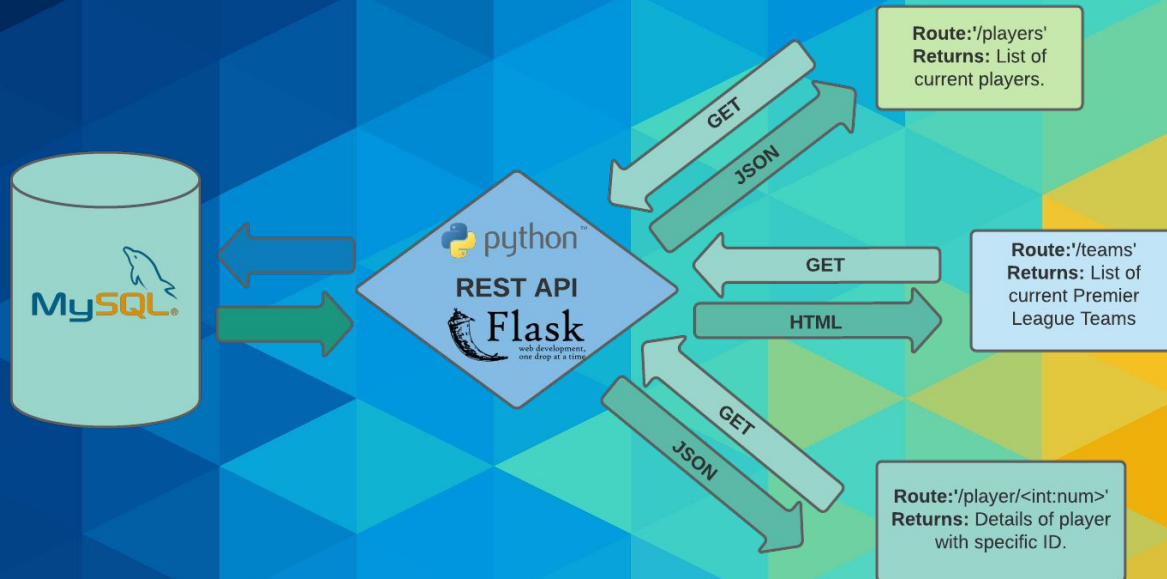 Route:'/players'
Returns: List of
current players.
GET
JSON
MySQL®
python™
REST API
Flask
web development,
one drop at a time
GET
HTML
Route:'/teams'
Returns: List of
current Premier
League Teams
GET
JSON
Route:'/player/<int:num>'
Returns: Details of player
with specific ID.